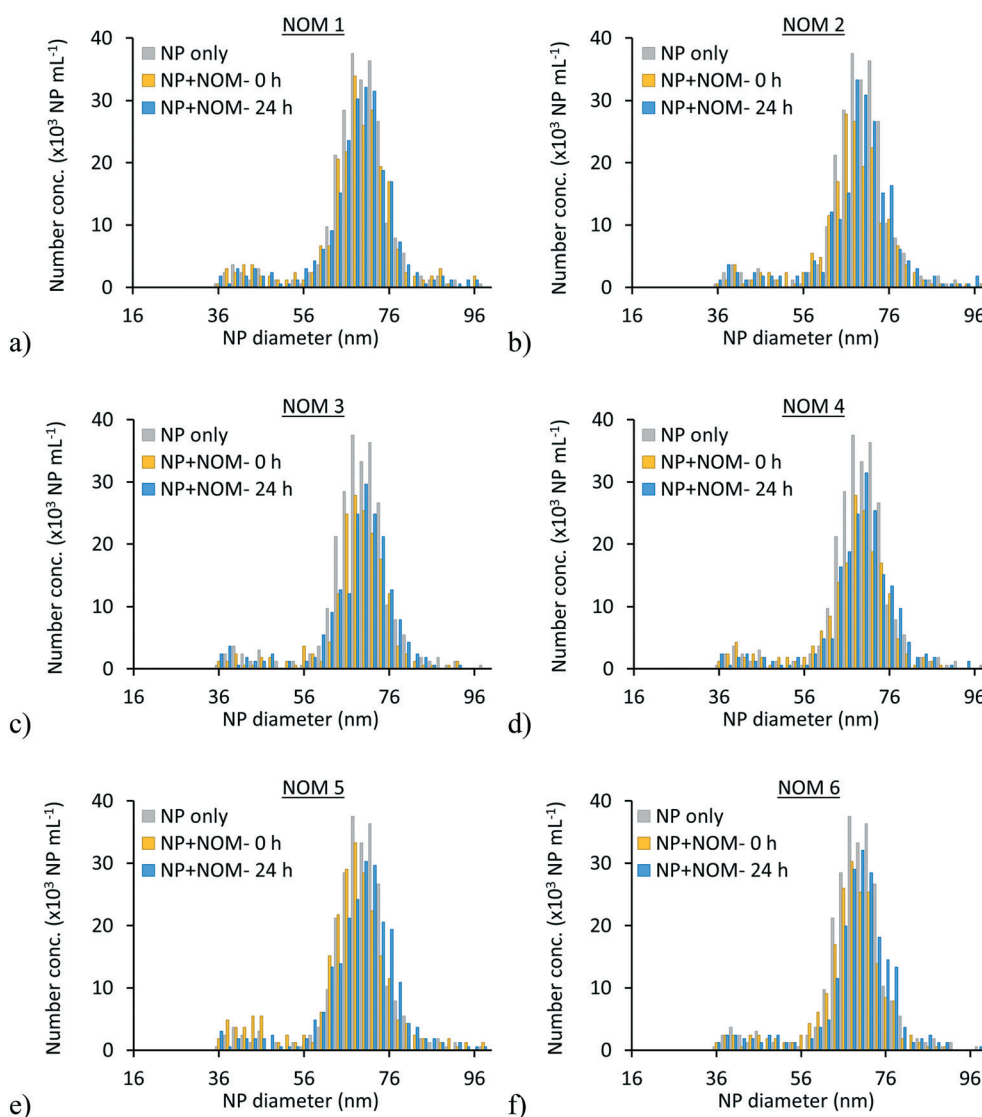 NOM 1
Number conc. (x10³ NP mL⁻¹)
40
30
20
10
0
NP only
NP+NOM- 0 h
NP+NOM- 24 h
16 36 56 76 96
NP diameter (nm)
a)
NOM 2
Number conc. (x10³ NP mL⁻¹)
40
30
20
10
0
NP only
NP+NOM- 0 h
NP+NOM- 24 h
16 36 56 76 96
NP diameter (nm)
b)
NOM 3
Number conc. (x10³ NP mL⁻¹)
40
30
20
10
0
NP only
NP+NOM- 0 h
NP+NOM- 24 h
16 36 56 76 96
NP diameter (nm)
c)
NOM 4
Number conc. (x10³ NP mL⁻¹)
40
30
20
10
0
NP only
NP+NOM- 0 h
NP+NOM- 24 h
16 36 56 76 96
NP diameter (nm)
d)
NOM 5
Number conc. (x10³ NP mL⁻¹)
40
30
20
10
0
NP only
NP+NOM- 0 h
NP+NOM- 24 h
16 36 56 76 96
NP diameter (nm)
e)
NOM 6
Number conc. (x10³ NP mL⁻¹)
40
30
20
10
0
NP only
NP+NOM- 0 h
NP+NOM- 24 h
16 36 56 76 96
NP diameter (nm)
f)